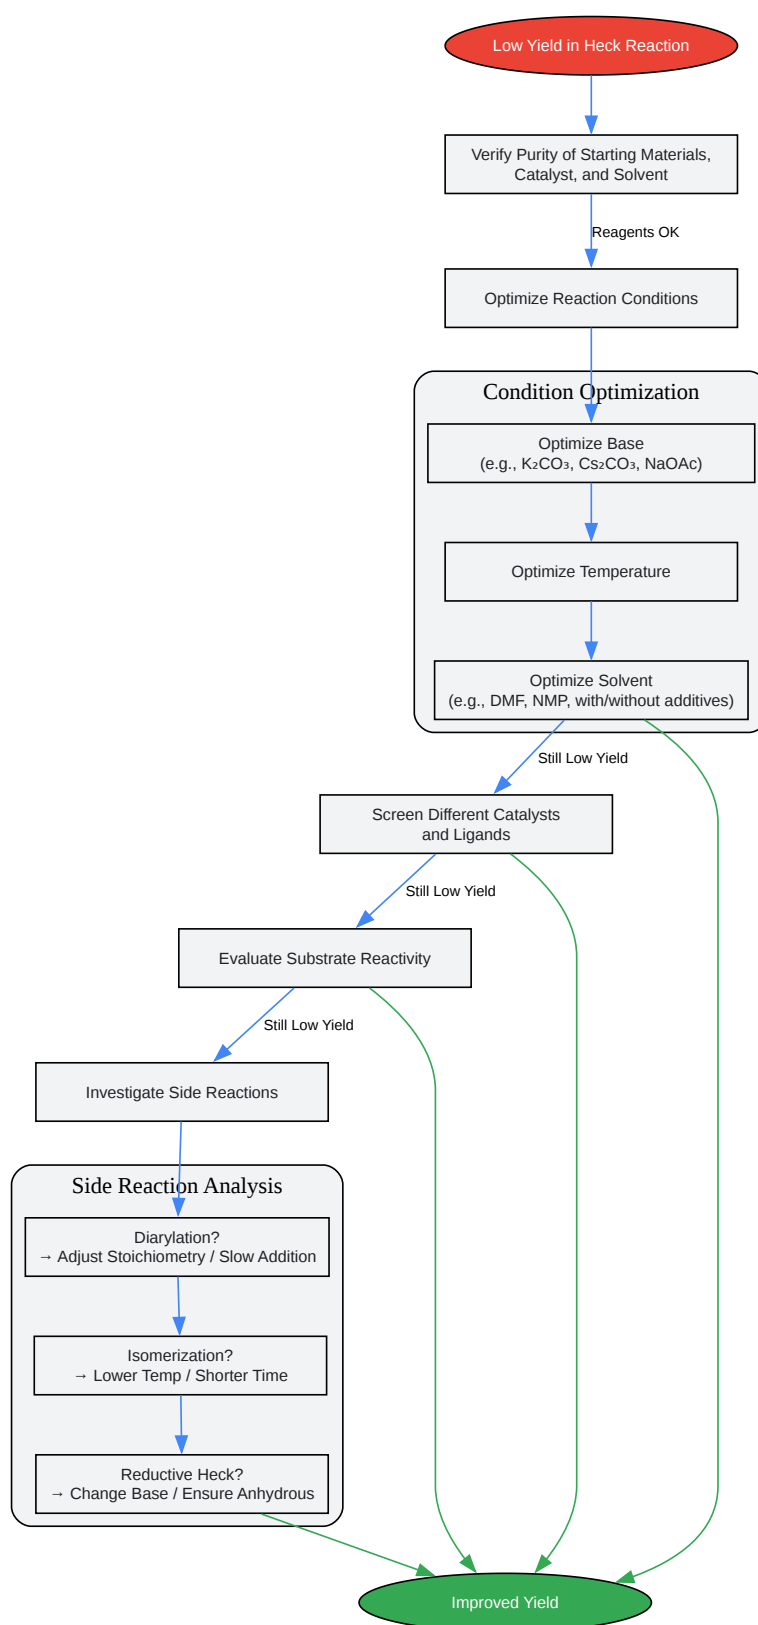 Low Yield in Heck Reaction
Verify Purity of Starting Materials,
Catalyst, and Solvent
Reagents OK
Optimize Reaction Conditions
Condition Optimization
Optimize Base
(e.g., K₂CO₃, Cs₂CO₃, NaOAc)
Optimize Temperature
Optimize Solvent
(e.g., DMF, NMP, with/without additives)
Still Low Yield
Screen Different Catalysts
and Ligands
Still Low Yield
Evaluate Substrate Reactivity
Still Low Yield
Investigate Side Reactions
Side Reaction Analysis
Diarylation?
→ Adjust Stoichiometry / Slow Addition
Isomerization?
→ Lower Temp / Shorter Time
Reductive Heck?
→ Change Base / Ensure Anhydrous
Improved Yield